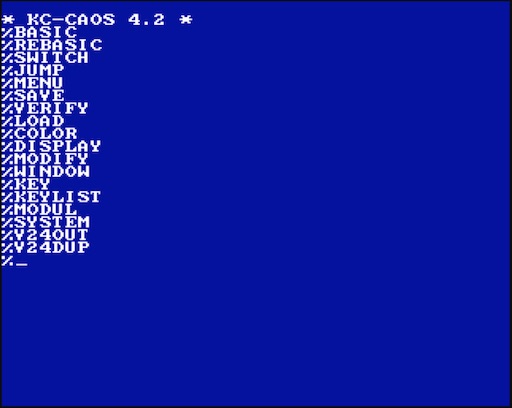 * KC-CAOS 4.2 *
%BASIC
%REBASIC
%SWITCH
%JUMP
%MENU
%SAVE
%VERIFY
%LOAD
%COLOR
%DISPLAY
%MODIFY
%WINDOW
%KEY
%KEYLIST
%MODUL
%SYSTEM
%V24OUT
%V24DUP
%_